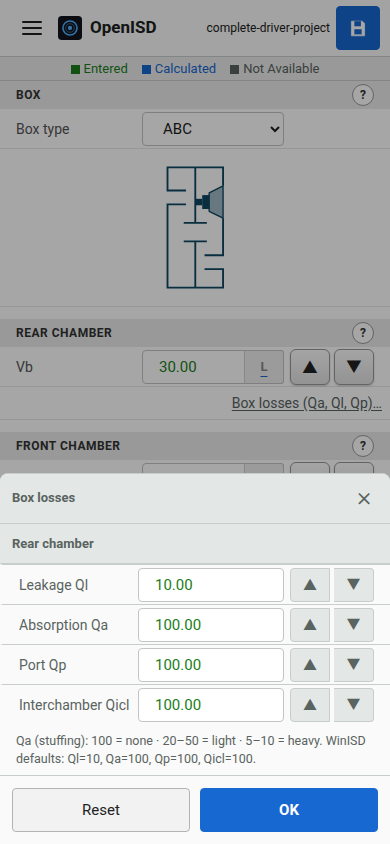 OpenISD
complete-driver-project
Entered Calculated Not Available
BOX ?
Box type ABC
REAR CHAMBER ?
Vb 30.00 L ▲ ▼
Box losses (Qa, Ql, Qp)...
FRONT CHAMBER ?
Box losses ×
Rear chamber
Leakage Ql 10.00 ▲ ▼
Absorption Qa 100.00 ▲ ▼
Port Qp 100.00 ▲ ▼
Interchamber Qicl 100.00 ▲ ▼
Qa (stuffing): 100 = none · 20–50 = light · 5–10 = heavy. WinISD
defaults: Ql=10, Qa=100, Qp=100, Qicl=100.
Reset OK